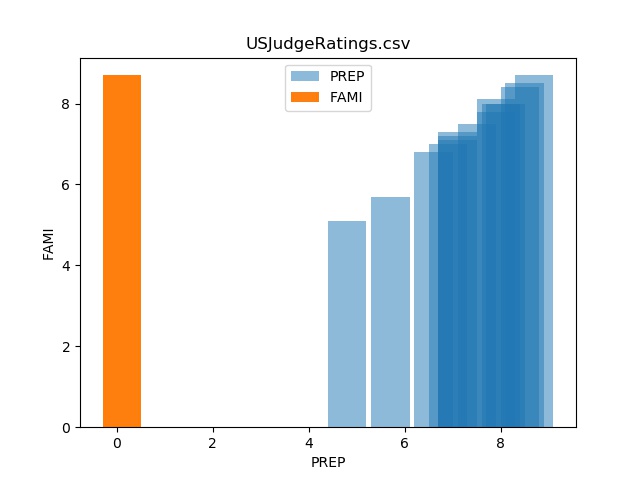 USJudgeRatings.csv
PREP
FAMI
8
6
4
2
0
FAMI
0 2 4 6 8
PREP